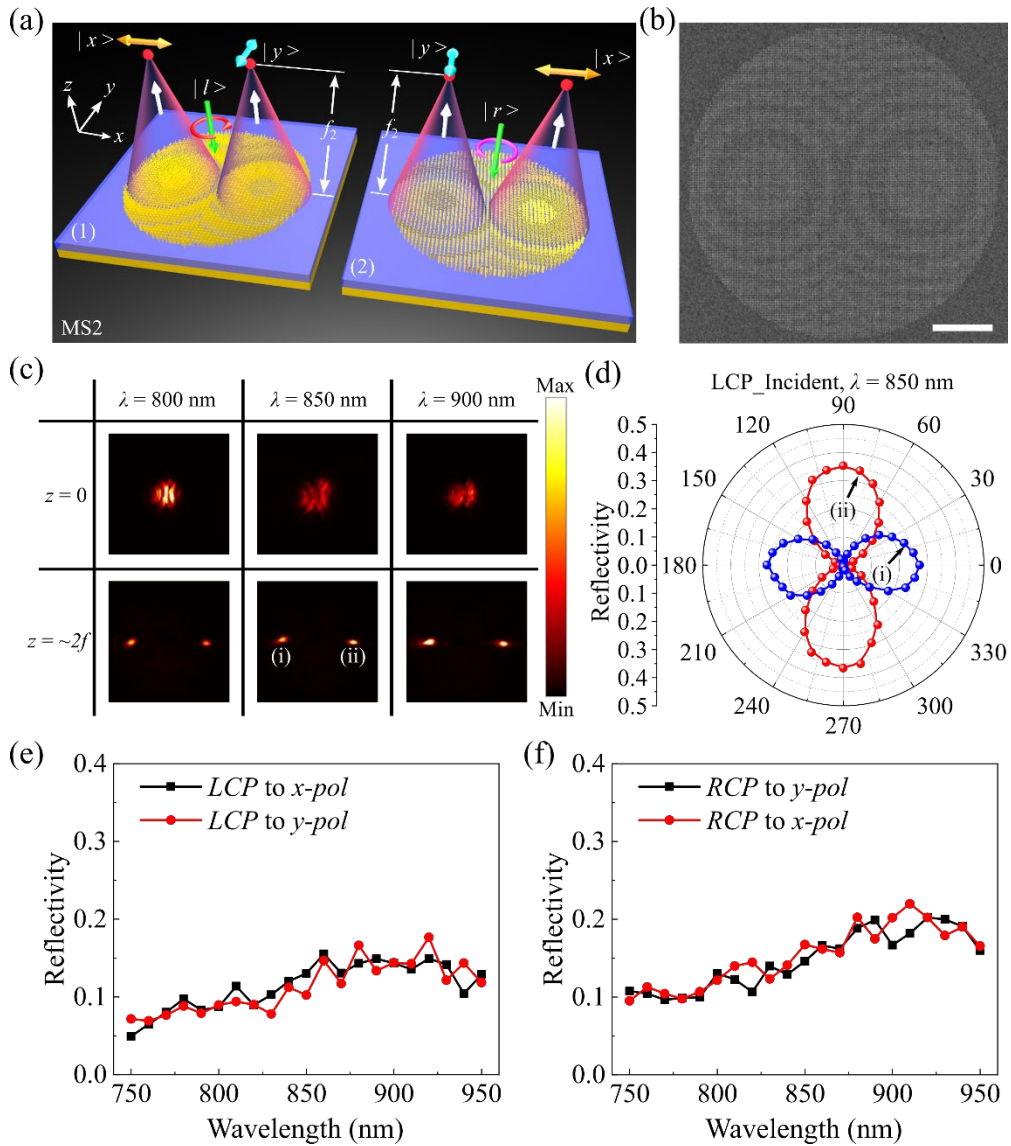 (a)
| x >
| y >
| l >
z
y
x
f2
(1)
MS2
| y >
| x >
| r >
f2
(2)
(b)
(c)
λ = 800 nm
λ = 850 nm
λ = 900 nm
z = 0
z = ~2f
(i)
(ii)
Max
Min
(d)
LCP_Incident, λ = 850 nm
Reflectivity
0.5
0.4
0.3
0.2
0.1
0.0
0.1
0.2
0.3
0.4
0.5
90
120
60
150
30
180
0
210
330
240
300
270
(ii)
(i)
(e)
LCP to x-pol
LCP to y-pol
Reflectivity
0.4
0.3
0.2
0.1
0.0
750
800
850
900
950
Wavelength (nm)
(f)
RCP to y-pol
RCP to x-pol
Reflectivity
0.4
0.3
0.2
0.1
0.0
750
800
850
900
950
Wavelength (nm)